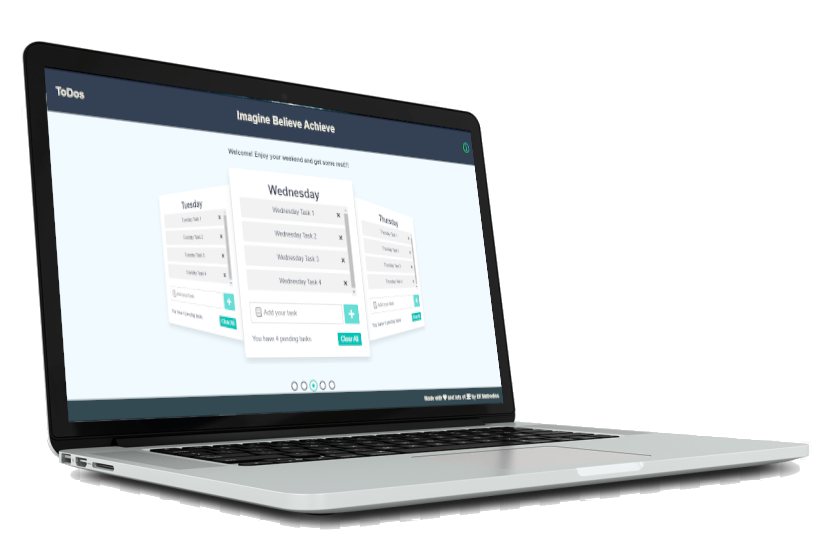 ToDos
Imagine Believe Achieve
Welcome! Enjoy your weekend and get some rest!!
Tuesday
Tuesday Task 1
Tuesday Task 2
Tuesday Task 3
Tuesday Task 4
Add your task
You have 4 pending tasks
Clear All
Wednesday
Wednesday Task 1
Wednesday Task 2
Wednesday Task 3
Wednesday Task 4
Add your task
You have 4 pending tasks
Clear All
Thursday
Thursday Task 1
Thursday Task 2
Thursday Task 3
Thursday Task 4
Add your task
You have 4 pending tasks
Clear All
Made with and lots of by